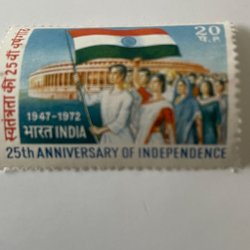 स्वतंत्रता की 25वीं वर्षगांठ
20
प.P.
1947-1972
भारत INDIA
25th ANNIVERSARY OF INDEPENDENCE